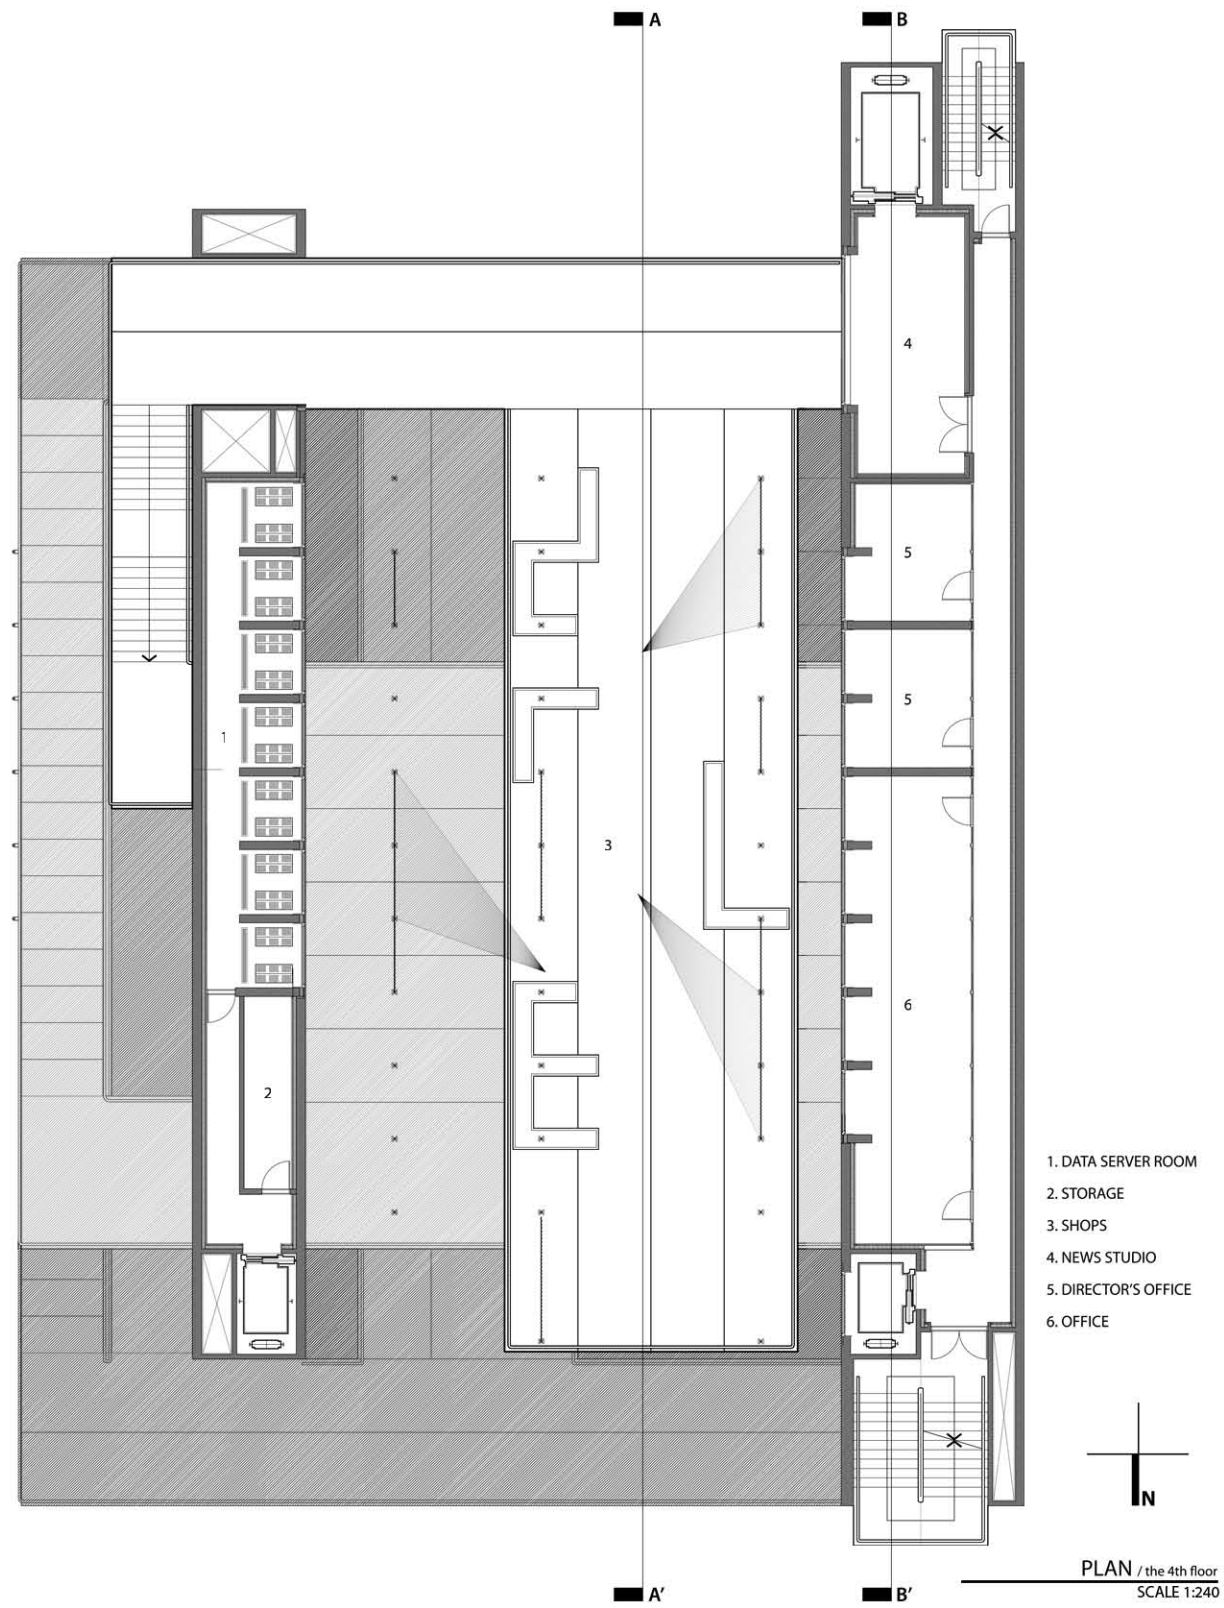 A
B
4
5
5
1
3
6
2
1. DATA SERVER ROOM
2. STORAGE
3. SHOPS
4. NEWS STUDIO
5. DIRECTOR'S OFFICE
6. OFFICE
N
PLAN / the 4th floor
SCALE 1:240
A'
B'